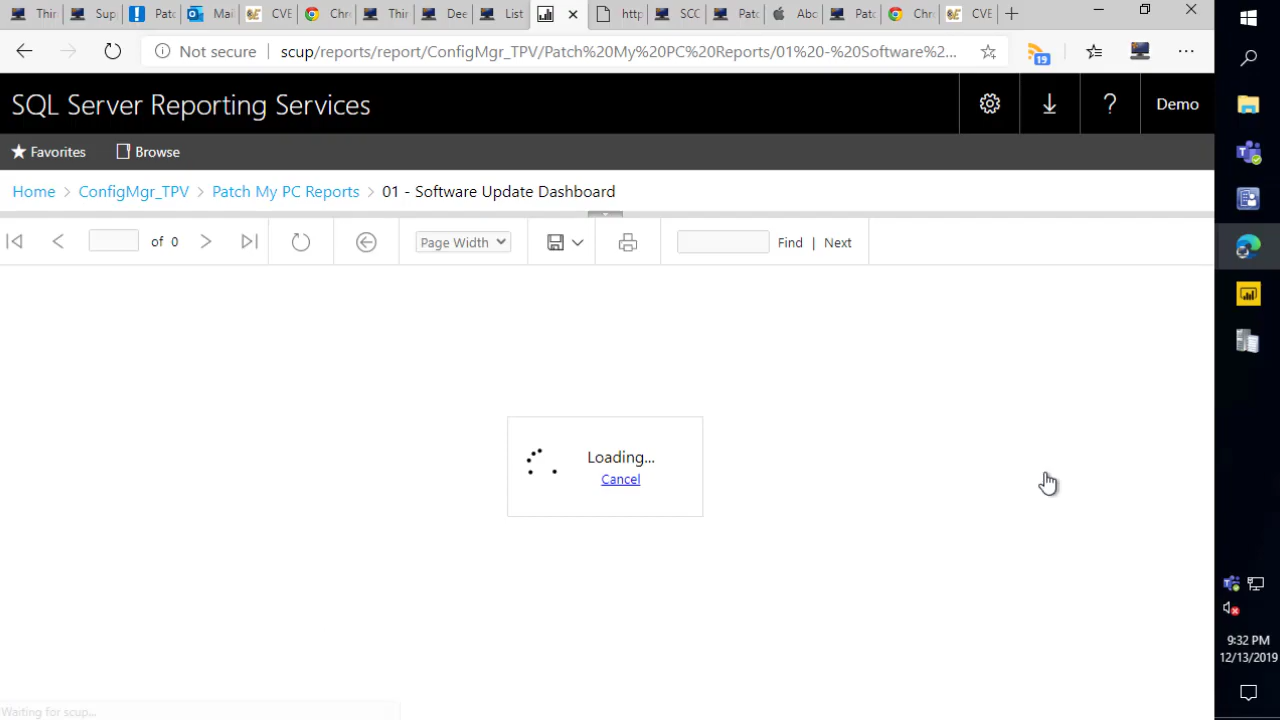 Thir
Sup
Patc
Mai
CVE
Chr
Thir
Dec
List
http
SCC
Patc
Abc
Patc
Chr
CVE
Not secure
scup/reports/report/ConfigMgr_TPV/Patch%20My%20PC%20Reports/01%20-%20Software%2...
19
SQL Server Reporting Services
?
Demo
Favorites
Browse
Home > ConfigMgr_TPV > Patch My PC Reports > 01 - Software Update Dashboard
of 0
Page Width
Find | Next
Loading...
Cancel
Waiting for scup...
9:32 PM
12/13/2019